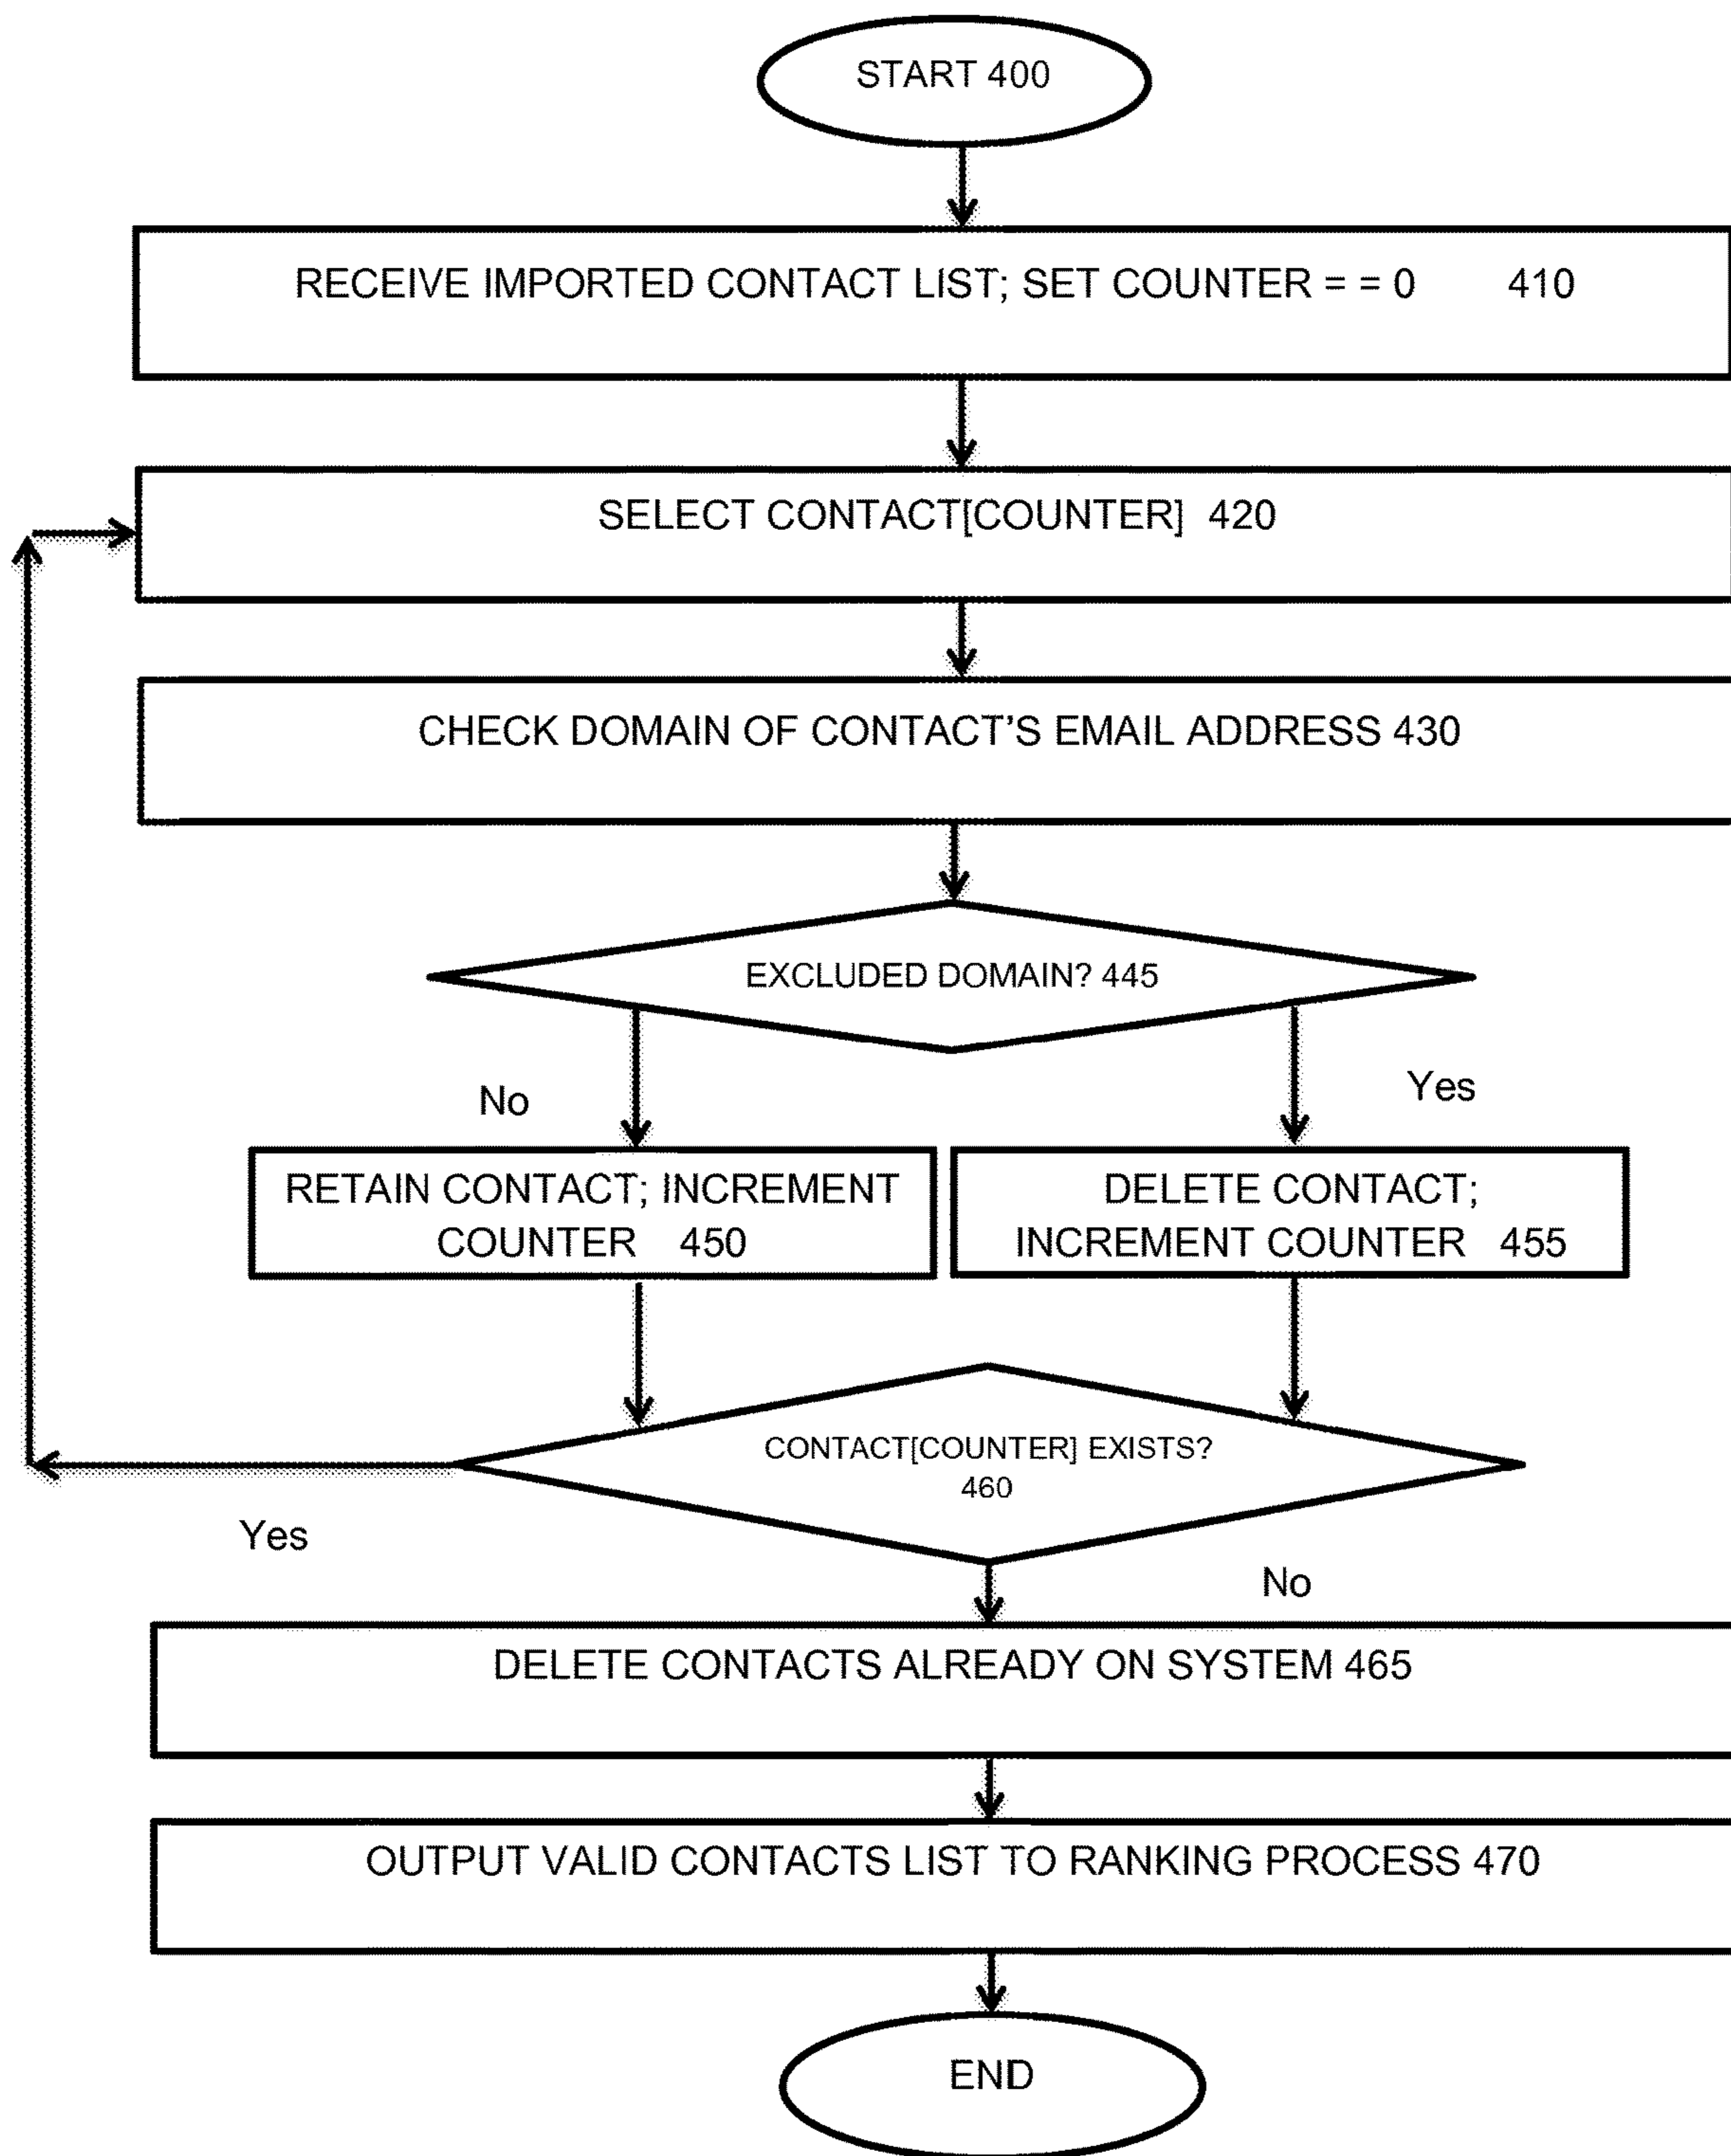 START 400
RECEIVE IMPORTED CONTACT LIST; SET COUNTER = = 0 410
SELECT CONTACT[COUNTER] 420
CHECK DOMAIN OF CONTACT'S EMAIL ADDRESS 430
EXCLUDED DOMAIN? 445
No
Yes
RETAIN CONTACT; INCREMENT
COUNTER 450
DELETE CONTACT;
INCREMENT COUNTER 455
CONTACT[COUNTER] EXISTS?
460
Yes
No
DELETE CONTACTS ALREADY ON SYSTEM 465
OUTPUT VALID CONTACTS LIST TO RANKING PROCESS 470
END